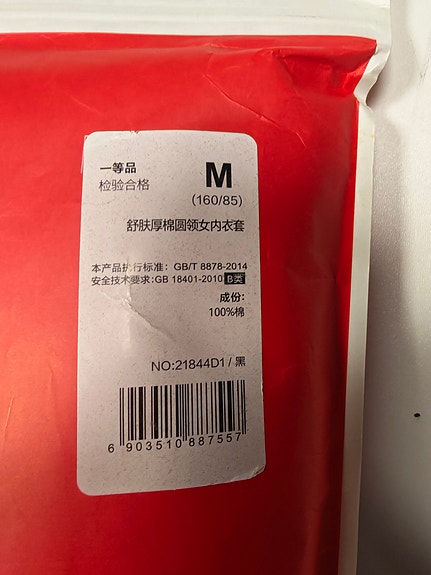 一等品
检验合格
M
(160/85)
舒肤厚棉圆领女内衣套
本产品执行标准：GB/T 8878-2014
安全技术要求:GB 18401-2010 B类
成份:
100%棉
NO:21844D1 / 黑
6 903510 887557